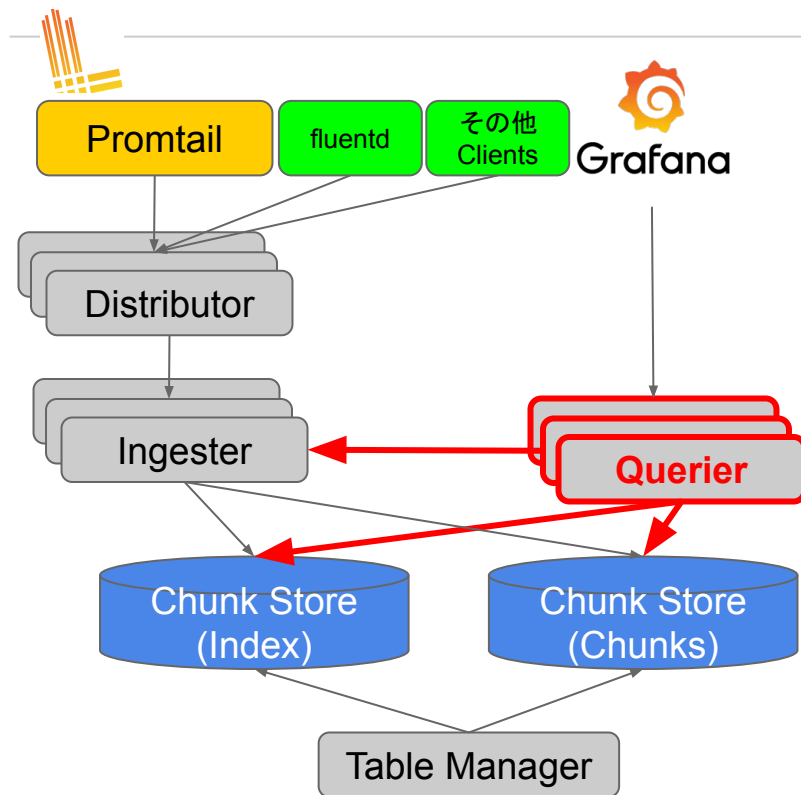 Promtail
fluentd
その他
Clients
Grafana
Distributor
Ingester
Querier
Chunk Store
(Index)
Chunk Store
(Chunks)
Table Manager